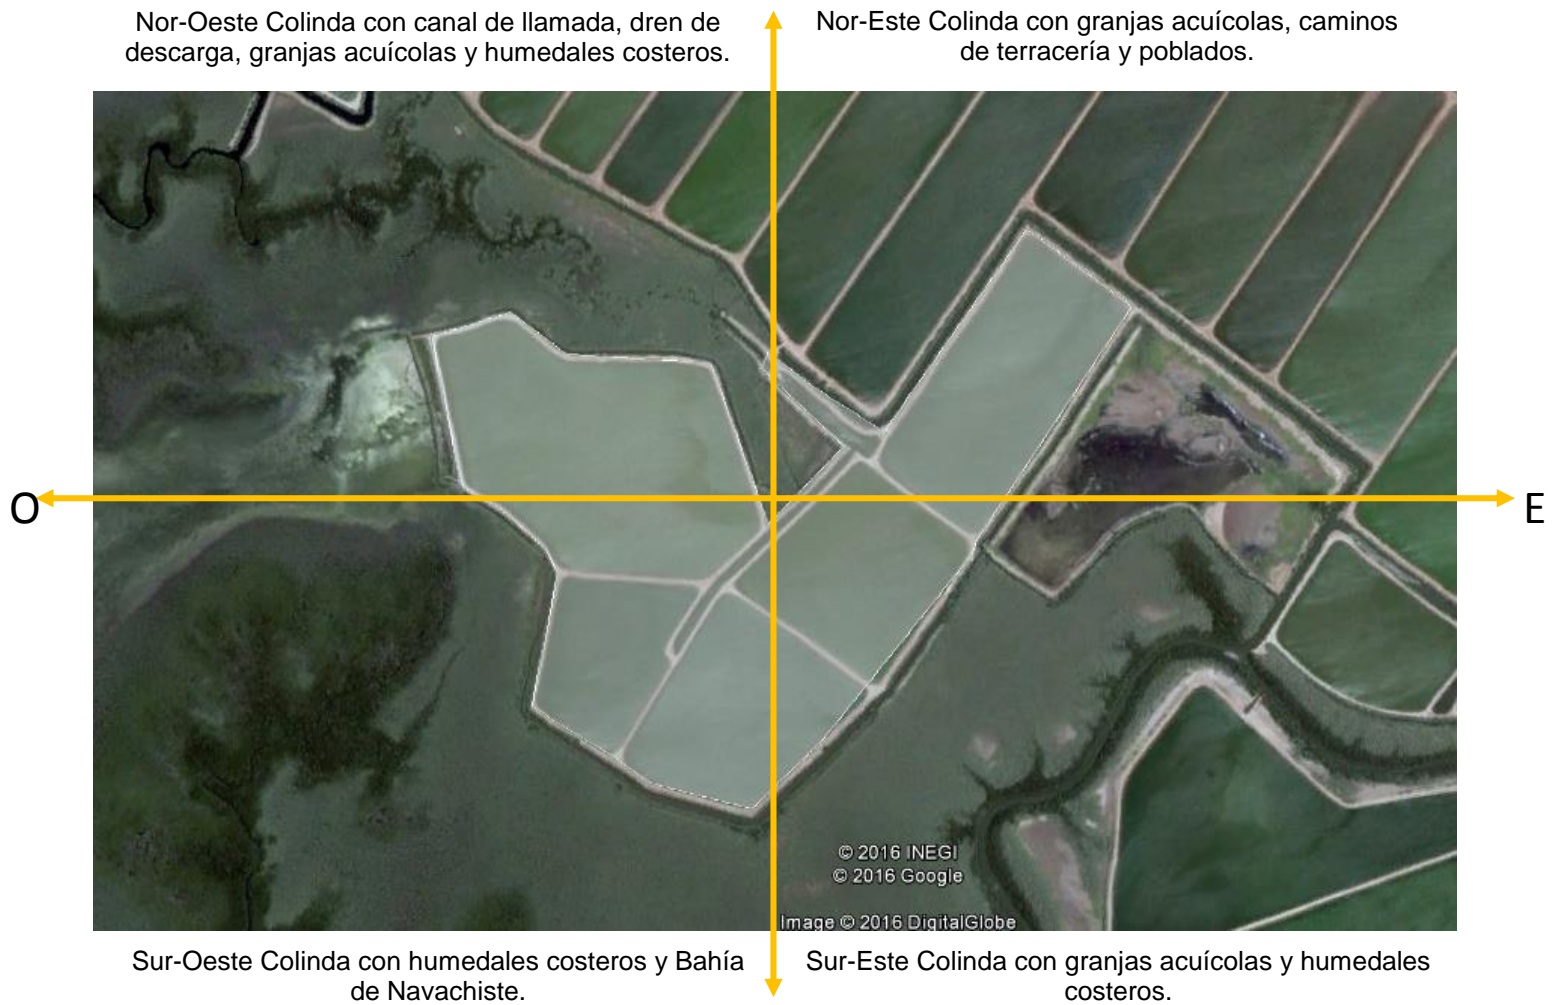 Nor-Oeste Colinda con canal de llamada, dren de
descarga, granjas acuícolas y humedales costeros.
Nor-Este Colinda con granjas acuícolas, caminos
de terracería y poblados.
O
E
© 2016 INEGI
© 2016 Google
Image © 2016 DigitalGlobe
Sur-Oeste Colinda con humedales costeros y Bahía
de Navachiste.
Sur-Este Colinda con granjas acuícolas y humedales
costeros.